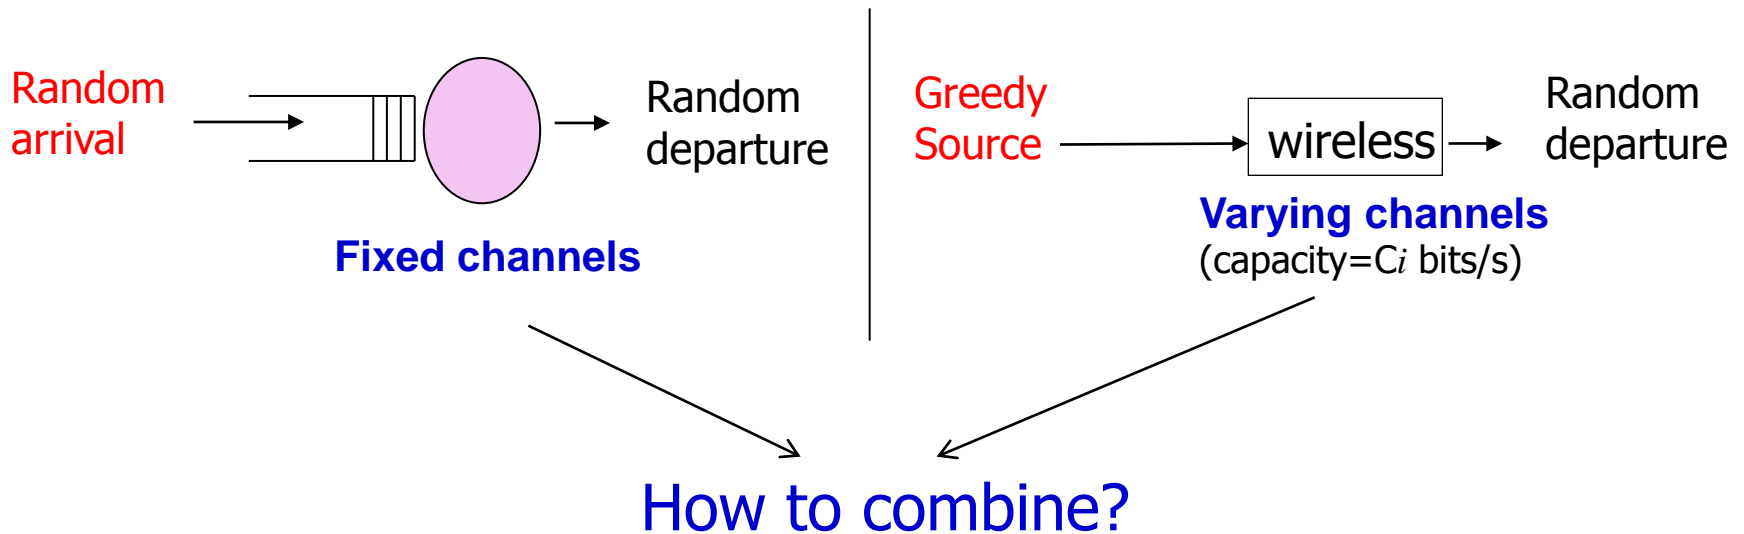 Random
arrival
Random
departure
Fixed channels
Greedy
Source
wireless
Random
departure
Varying channels
(capacity=Ci bits/s)
How to combine?